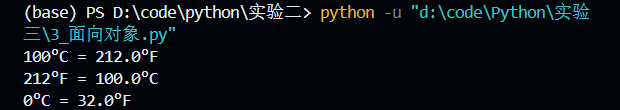 (base) PS D:\code\python\实验二> python -u "d:\code\Python\实验
三\3_面向对象.py"
100°C = 212.0°F
212°F = 100.0°C
0°C = 32.0°F